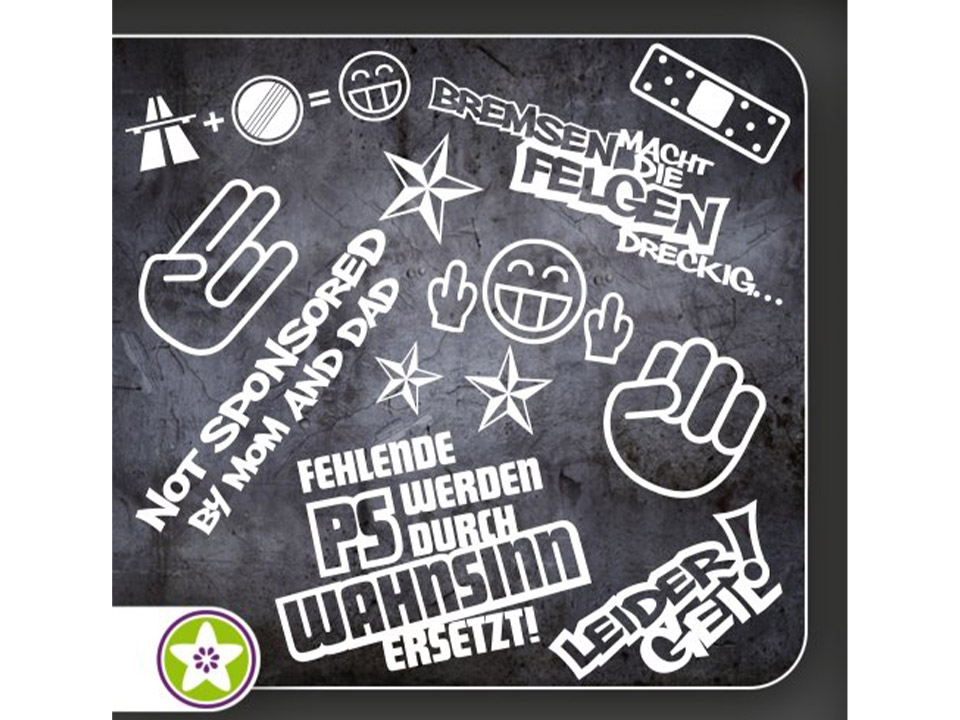 + =
BREMSEN MACHT
DIE
FELGEN
DRECKIG...
NOT SPONSORED
BY MOM AND DAD
FEHLENDE
PS WERDEN
DURCH
WAHNSINN
ERSETZT!
LEIDER
GEIL!